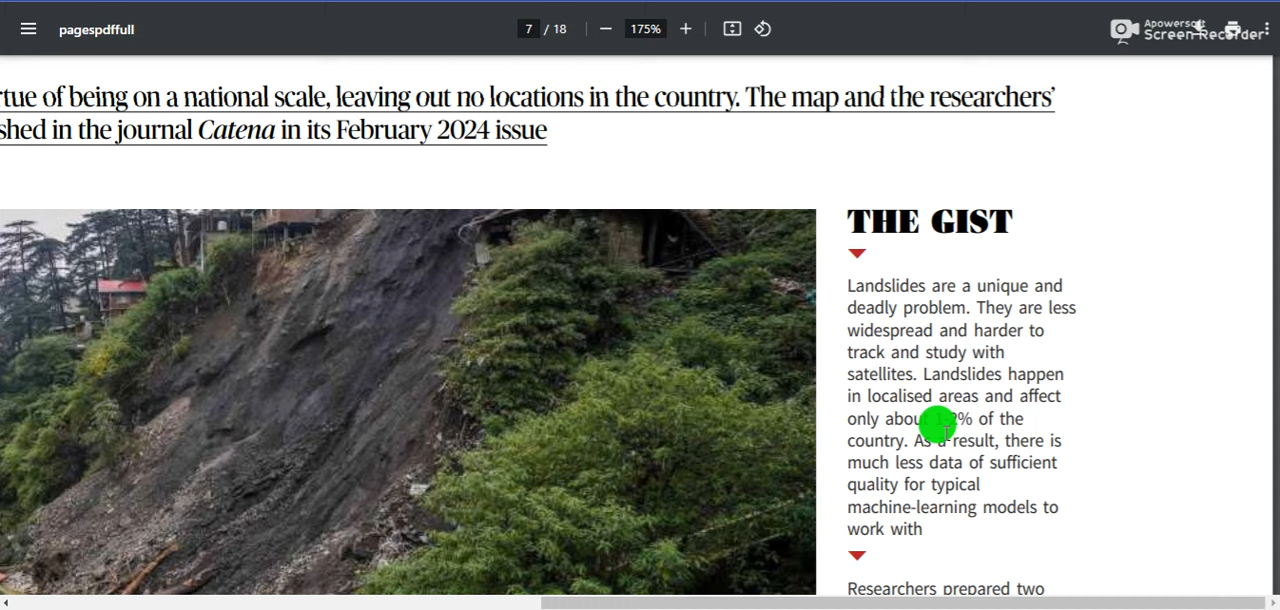 pagespdffull
7 / 18
175%
Apowersoft
Screen Recorder
rtue of being on a national scale, leaving out no locations in the country. The map and the researchers’
shed in the journal Catena in its February 2024 issue
THE GIST
Landslides are a unique and
deadly problem. They are less
widespread and harder to
track and study with
satellites. Landslides happen
in localised areas and affect
only about 1-2% of the
country. As a result, there is
much less data of sufficient
quality for typical
machine-learning models to
work with
Researchers prepared two